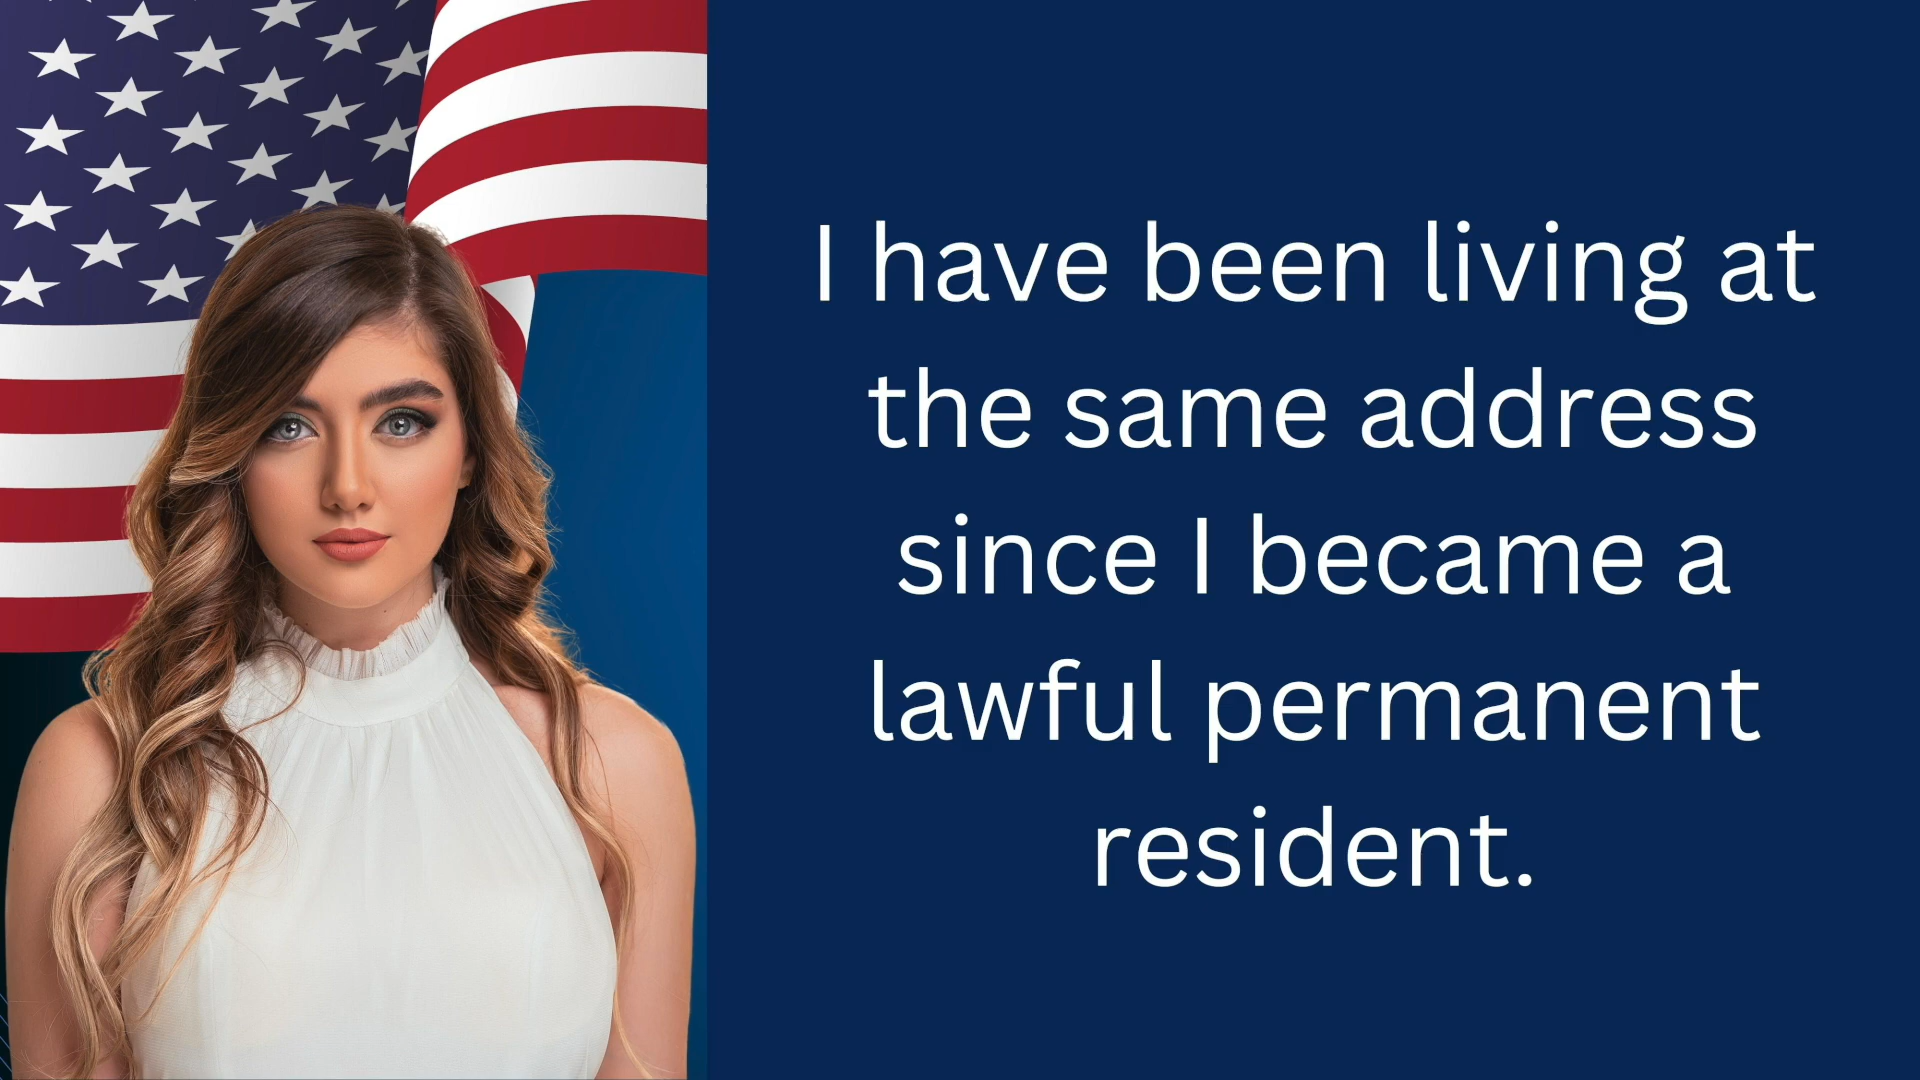 I have been living at
the same address
since I became a
lawful permanent
resident.